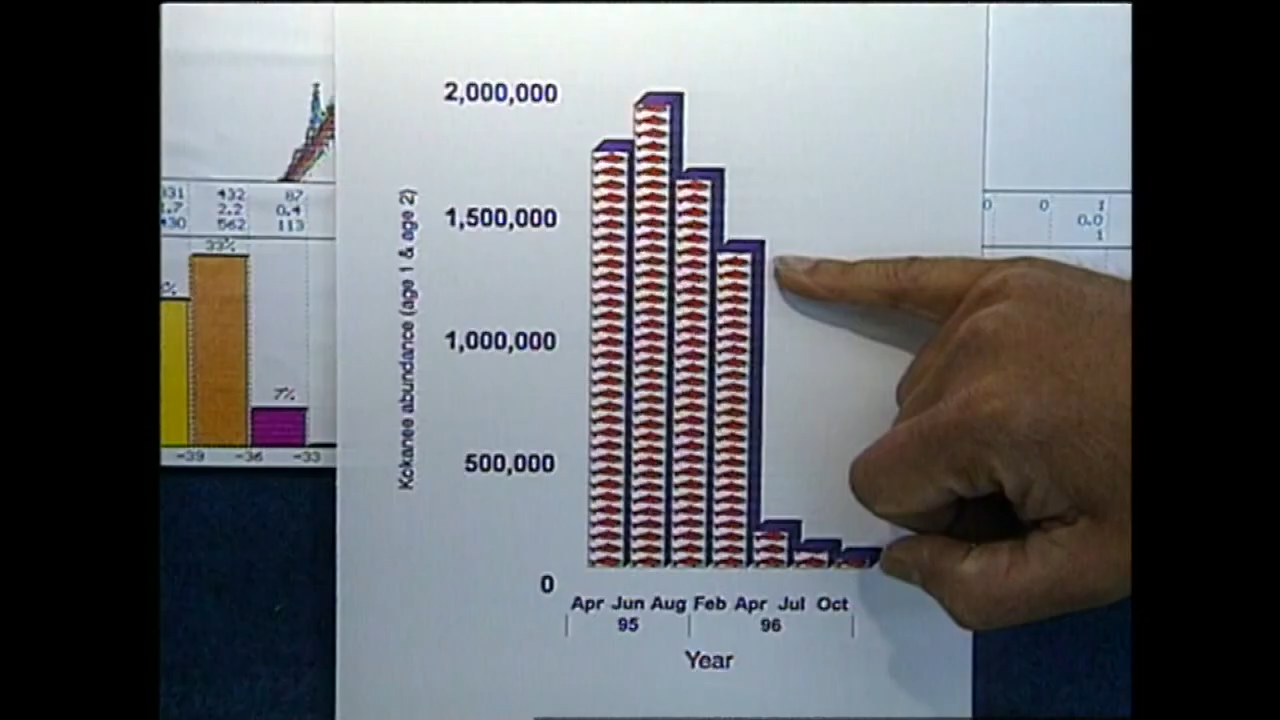 2,000,000
1,500,000
1,000,000
500,000
0
Kokanee abundance (age 1 & age 2)
Apr Jun Aug Feb Apr Jul Oct
95 96
Year
432 87
2.2 0.4
562 113
33%
7%
-39 -36 -33
0 0 1
0.0
1